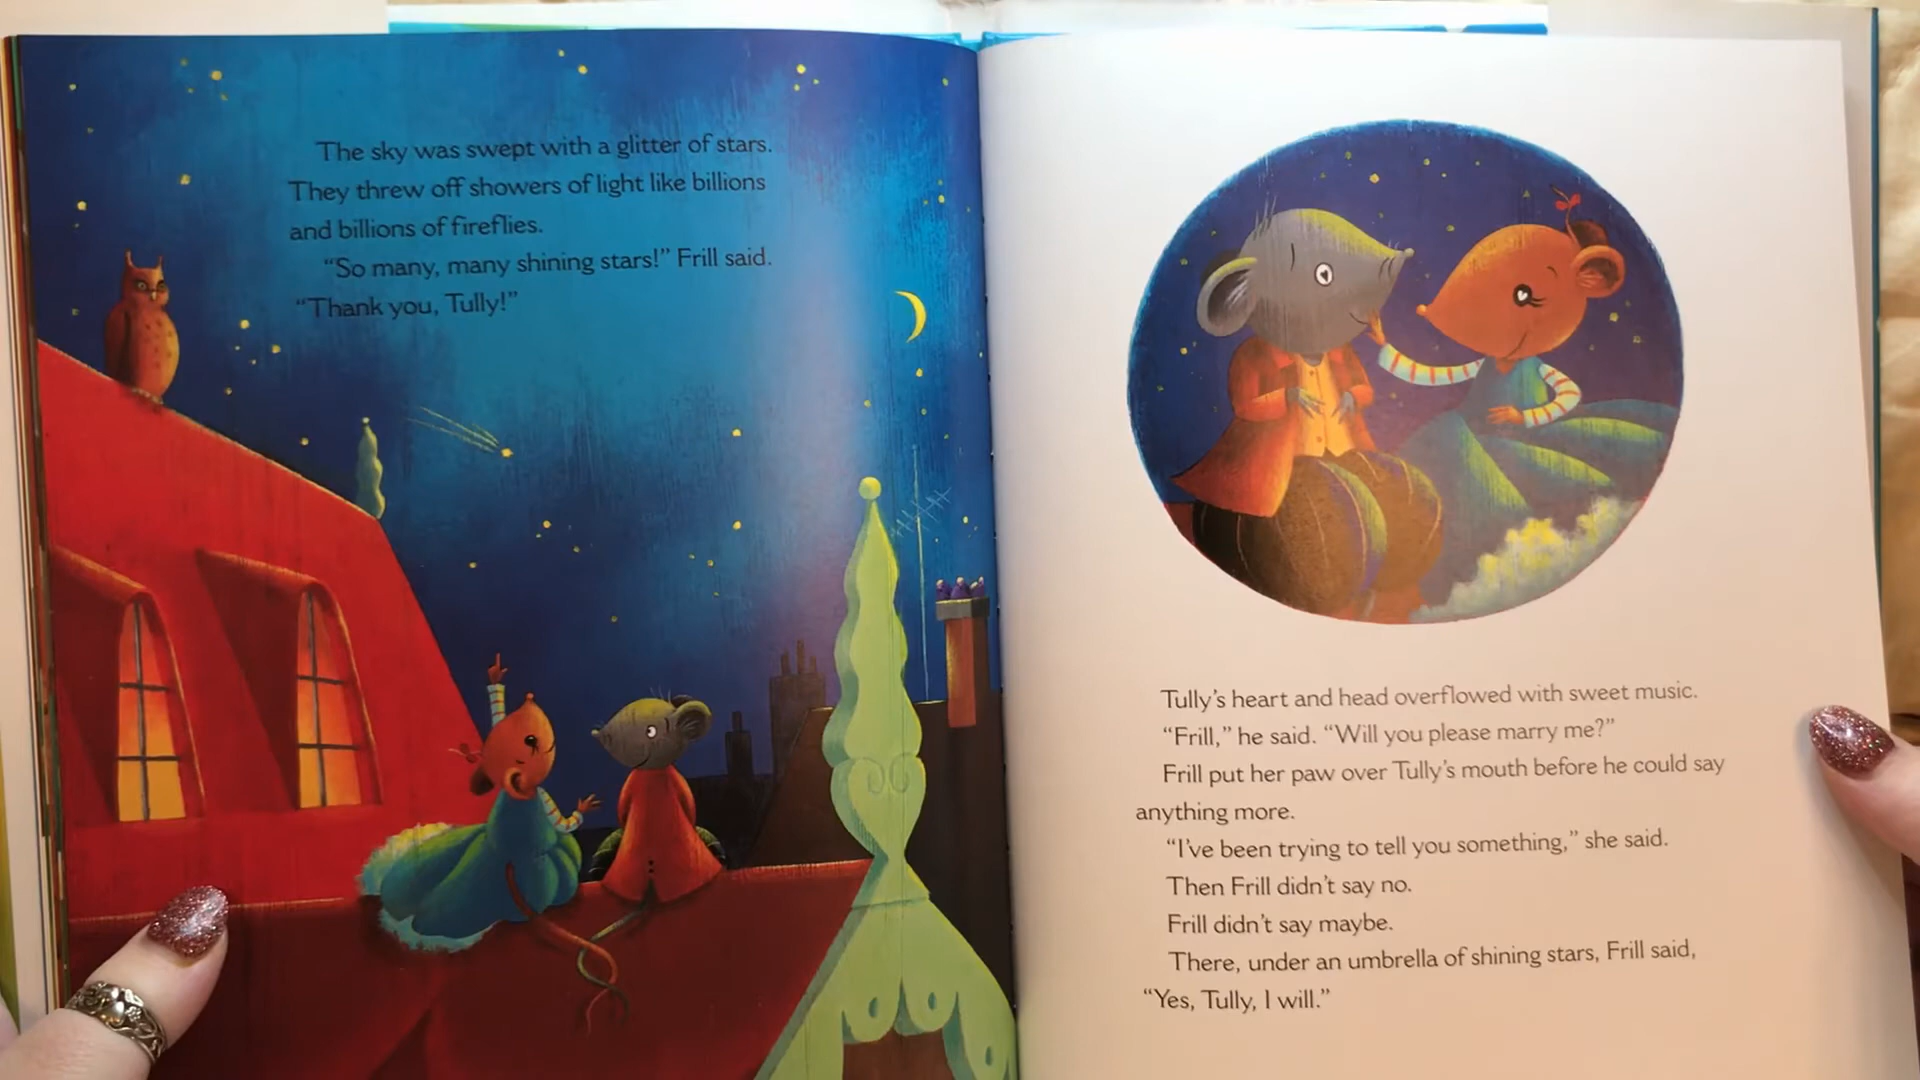 The sky was swept with a glitter of stars.
They threw off showers of light like billions
and billions of fireflies.
“So many, many shining stars!” Frill said.
“Thank you, Tully!”
Tully’s heart and head overflowed with sweet music.
“Frill,” he said. “Will you please marry me?”
Frill put her paw over Tully’s mouth before he could say
anything more.
“I’ve been trying to tell you something,” she said.
Then Frill didn’t say no.
Frill didn’t say maybe.
There, under an umbrella of shining stars, Frill said,
“Yes, Tully, I will.”